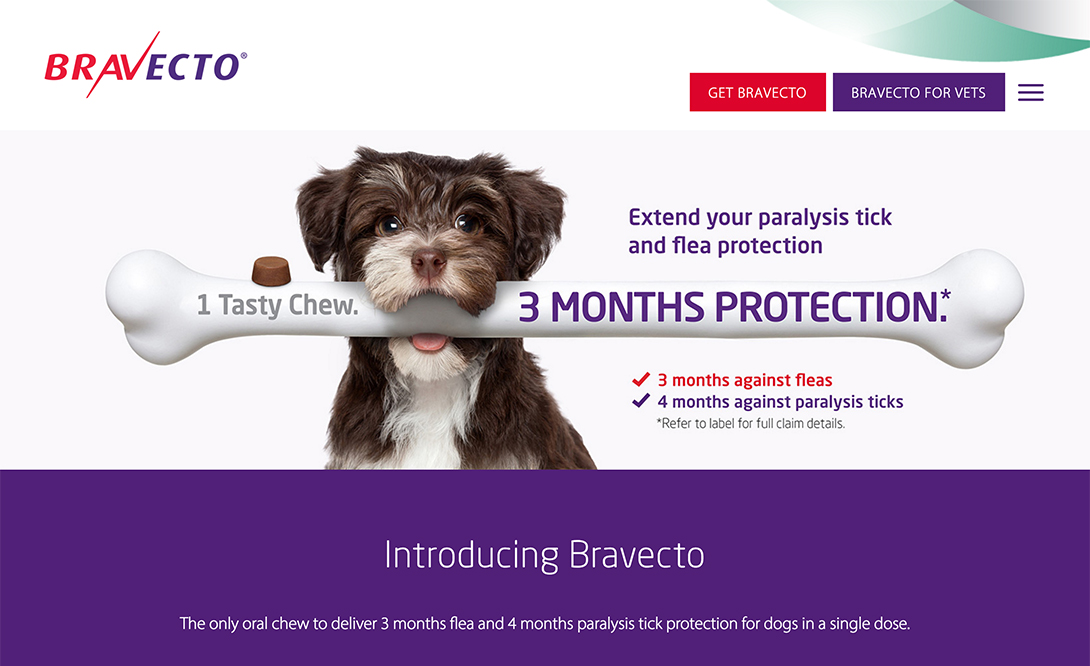 BRAVECTO®
GET BRAVECTO
BRAVECTO FOR VETS
Extend your paralysis tick
and flea protection
1 Tasty Chew.
3 MONTHS PROTECTION.*
3 months against fleas
4 months against paralysis ticks
*Refer to label for full claim details.
Introducing Bravecto
The only oral chew to deliver 3 months flea and 4 months paralysis tick protection for dogs in a single dose.